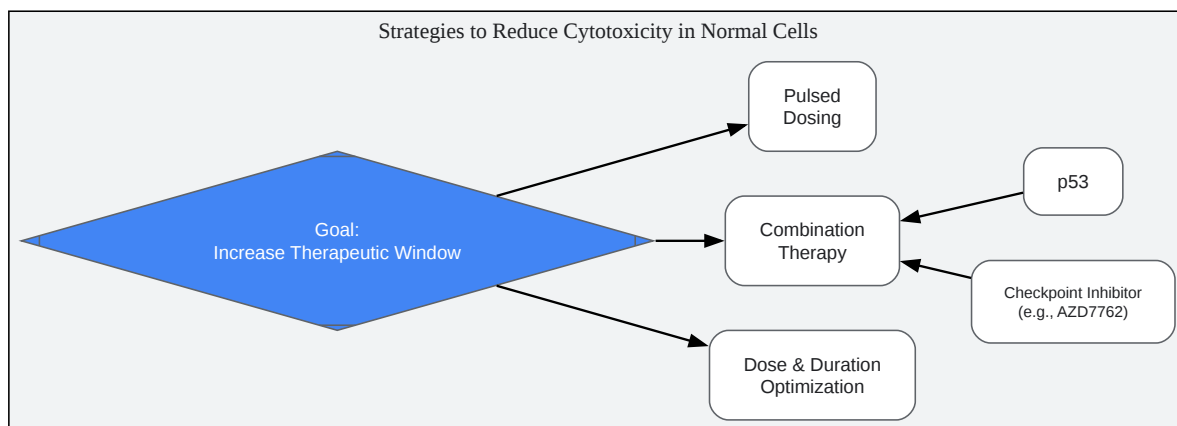 Strategies to Reduce Cytotoxicity in Normal Cells
Pulsed
Dosing
Goal:
Increase Therapeutic Window
Combination
Therapy
p53
Checkpoint Inhibitor
(e.g., AZD7762)
Dose & Duration
Optimization